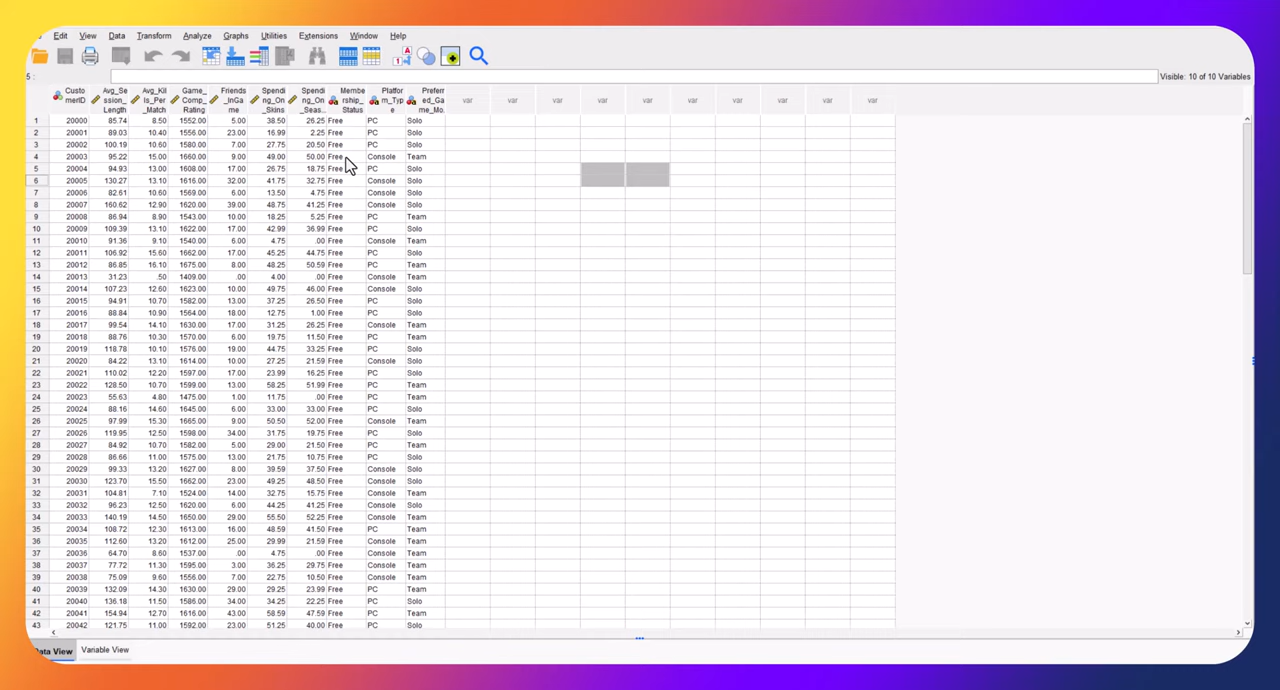 Edit View Data Transform Analyze Graphs Utilities Extensions Window Help
5 : Visible: 10 of 10 Variables
CustomerID Avg_Session_Length Avg_Kills_Per_Match Game_Comp_Rating Friends_InGame Spending_On_Skins Spending_On_Seas... Membership_Status Platform_Type Preferred_Game_Mo... var var var var var var var var var var
1 20000 85.74 8.50 1552.00 5.00 38.50 26.25 Free PC Solo
2 20001 89.03 10.40 1556.00 23.00 16.99 2.25 Free PC Solo
3 20002 100.19 10.60 1580.00 7.00 27.75 20.50 Free PC Solo
4 20003 95.22 15.00 1660.00 9.00 49.00 50.00 Free Console Team
5 20004 94.93 13.00 1608.00 17.00 26.75 18.75 Free PC Solo
6 20005 130.27 13.10 1616.00 32.00 41.75 32.75 Free Console Solo
7 20006 82.61 10.60 1569.00 6.00 13.50 4.75 Free Console Solo
8 20007 160.62 12.90 1620.00 39.00 48.75 41.25 Free Console Solo
9 20008 86.94 8.90 1543.00 10.00 18.25 5.25 Free PC Team
10 20009 109.39 13.10 1622.00 17.00 42.99 36.99 Free PC Solo
11 20010 91.36 9.10 1540.00 6.00 4.75 .00 Free Console Team
12 20011 106.92 15.60 1662.00 17.00 45.25 44.75 Free PC Solo
13 20012 86.85 16.10 1675.00 8.00 48.25 50.59 Free PC Team
14 20013 31.23 .50 1409.00 .00 4.00 .00 Free Console Team
15 20014 107.23 12.60 1623.00 10.00 49.75 46.00 Free Console Solo
16 20015 94.91 10.70 1582.00 13.00 37.25 26.50 Free PC Solo
17 20016 88.84 10.90 1564.00 18.00 12.75 1.00 Free PC Solo
18 20017 99.54 14.10 1630.00 17.00 31.25 26.25 Free Console Team
19 20018 88.76 10.30 1570.00 6.00 19.75 11.50 Free PC Team
20 20019 118.78 10.10 1576.00 19.00 44.75 33.25 Free PC Solo
21 20020 84.22 13.10 1614.00 10.00 27.25 21.59 Free Console Solo
22 20021 110.02 12.20 1597.00 17.00 23.99 16.25 Free PC Solo
23 20022 128.50 10.70 1599.00 13.00 58.25 51.99 Free PC Team
24 20023 55.63 4.80 1475.00 1.00 11.75 .00 Free PC Team
25 20024 88.16 14.60 1645.00 6.00 33.00 33.00 Free PC Solo
26 20025 97.99 15.30 1665.00 9.00 50.50 52.00 Free Console Team
27 20026 119.95 12.50 1598.00 34.00 31.75 19.75 Free PC Solo
28 20027 84.92 10.70 1582.00 5.00 29.00 21.50 Free PC Team
29 20028 86.66 11.00 1575.00 13.00 21.75 10.75 Free PC Solo
30 20029 99.33 13.20 1627.00 8.00 39.59 37.50 Free Console Solo
31 20030 123.70 15.50 1662.00 23.00 49.25 48.50 Free Console Solo
32 20031 104.81 7.10 1524.00 14.00 32.75 15.75 Free Console Team
33 20032 96.23 12.50 1620.00 6.00 44.25 41.25 Free Console Solo
34 20033 140.19 14.50 1650.00 29.00 55.50 52.25 Free Console Team
35 20034 108.72 12.30 1613.00 16.00 48.59 41.50 Free PC Team
36 20035 112.60 13.20 1612.00 25.00 29.99 21.59 Free Console Team
37 20036 64.70 8.60 1537.00 .00 4.75 .00 Free PC Solo
38 20037 77.72 11.30 1595.00 3.00 36.25 29.75 Free Console Team
39 20038 75.09 9.60 1556.00 7.00 22.75 10.50 Free Console Team
40 20039 132.09 14.30 1630.00 29.00 29.25 23.99 Free PC Team
41 20040 136.18 11.50 1586.00 34.00 34.25 22.25 Free PC Solo
42 20041 154.94 12.70 1616.00 43.00 58.59 47.59 Free PC Team
43 20042 121.75 11.00 1592.00 23.00 51.25 40.00 Free PC Solo
Data View Variable View